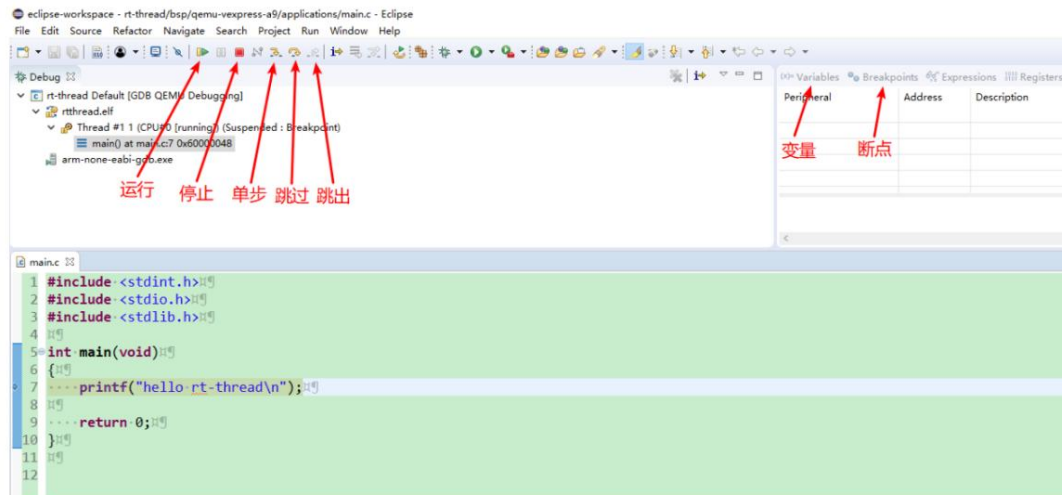 eclipse-workspace - rt-thread/bsp/qemu-vexpress-a9/applications/main.c - Eclipse
File Edit Source Refactor Navigate Search Project Run Window Help
Debug
(x)= Variables Breakpoints Expressions Registers
rt-thread Default [GDB QEMU Debugging]
Peripheral Address Description
rtthread.elf
Thread #1 1 (CPU#0 [running]) (Suspended : Breakpoint)
main() at main.c:7 0x60000048
arm-none-eabi-gdb.exe
变量 断点
运行 停止 单步 跳过 跳出
main.c
1 #include <stdint.h>
2 #include <stdio.h>
3 #include <stdlib.h>
4
5 int main(void)
6 {
7 printf("hello rt-thread\n");
8
9 return 0;
10 }
11
12